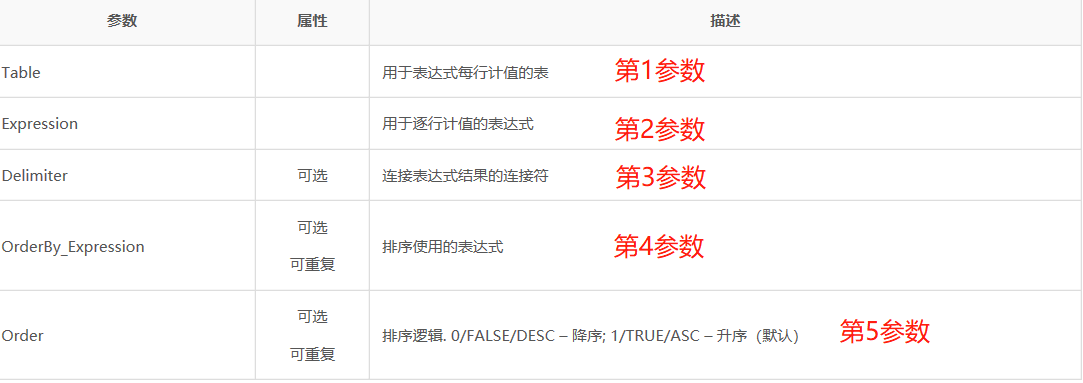 参数 属性 描述
Table 用于表达式每行计值的表 第1参数
Expression 用于逐行计值的表达式 第2参数
Delimiter 可选 连接表达式结果的连接符 第3参数
可选
OrderBy_Expression 排序使用的表达式 第4参数
可重复
可选
Order 排序逻辑. 0/FALSE/DESC – 降序; 1/TRUE/ASC – 升序（默认） 第5参数
可重复